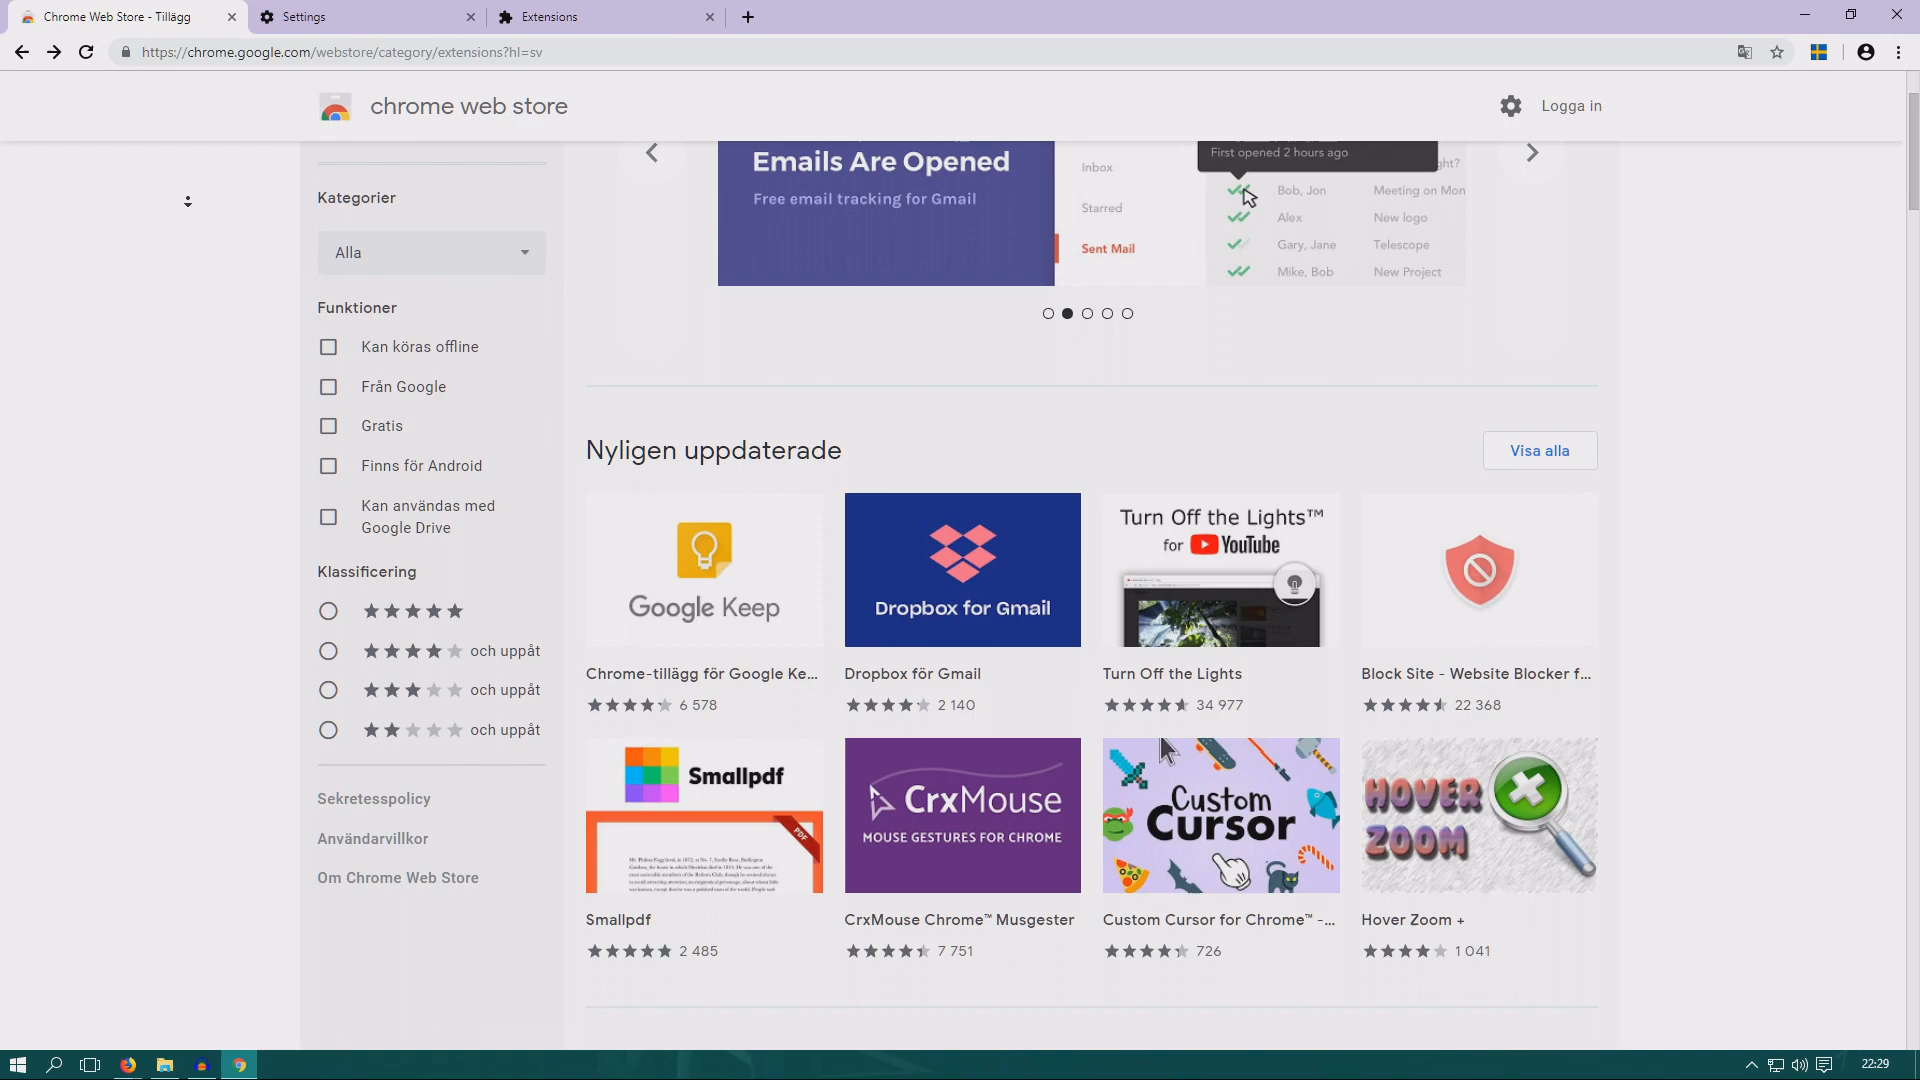 Chrome Web Store - Tillägg
Settings
Extensions
https://chrome.google.com/webstore/category/extensions?hl=sv
chrome web store
Logga in
Kategorier
Alla
Funktioner
Kan köras offline
Från Google
Gratis
Finns för Android
Kan användas med
Google Drive
Klassificering
och uppåt
och uppåt
och uppåt
Sekretesspolicy
Användarvillkor
Om Chrome Web Store
Emails Are Opened
Free email tracking for Gmail
First opened 2 hours ago
Inbox
Starred
Sent Mail
Bob, Jon Meeting on Mon
Alex New logo
Gary, Jane Telescope
Mike, Bob New Project
Nyligen uppdaterade
Visa alla
Google Keep
Dropbox for Gmail
Turn Off the Lights™
for YouTube
Chrome-tillägg för Google Ke...
6 578
Dropbox för Gmail
2 140
Turn Off the Lights
34 977
Block Site - Website Blocker f...
22 368
Smallpdf
PDF
CrxMouse
MOUSE GESTURES FOR CHROME
Custom
Cursor
HOVER
ZOOM
Smallpdf
2 485
CrxMouse Chrome™ Musgester
7 751
Custom Cursor for Chrome™ -...
726
Hover Zoom +
1 041
22:29